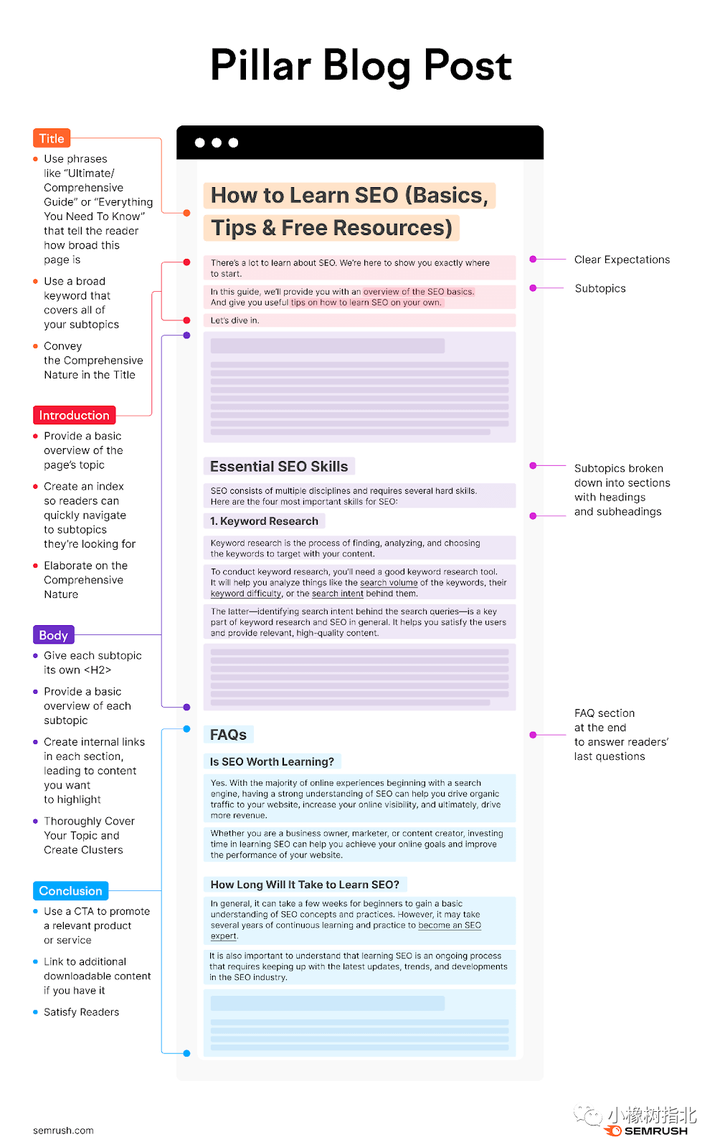 Pillar Blog Post
Title
Use phrases
like “Ultimate/
Comprehensive
Guide” or “Everything
You Need To Know”
that tell the reader
how broad this
page is
Use a broad
keyword that
covers all of
your subtopics
Convey
the Comprehensive
Nature in the Title
Introduction
Provide a basic
overview of the
page’s topic
Create an index
so readers can
quickly navigate
to subtopics
they’re looking for
Elaborate on the
Comprehensive
Nature
Body
Give each subtopic
its own <H2>
Provide a basic
overview of each
subtopic
Create internal links
in each section,
leading to content
you want
to highlight
Thoroughly Cover
Your Topic and
Create Clusters
Conclusion
Use a CTA to promote
a relevant product
or service
Link to additional
downloadable content
if you have it
Satisfy Readers
How to Learn SEO (Basics,
Tips & Free Resources)
There’s a lot to learn about SEO. We’re here to show you exactly where
to start.
In this guide, we’ll provide you with an overview of the SEO basics.
And give you useful tips on how to learn SEO on your own.
Let’s dive in.
Essential SEO Skills
SEO consists of multiple disciplines and requires several hard skills.
Here are the four most important skills for SEO:
1. Keyword Research
Keyword research is the process of finding, analyzing, and choosing
the keywords to target with your content.
To conduct keyword research, you’ll need a good keyword research tool.
It will help you analyze things like the search volume of the keywords, their
keyword difficulty, or the search intent behind them.
The latter—identifying search intent behind the search queries—is a key
part of keyword research and SEO in general. It helps you satisfy the users
and provide relevant, high-quality content.
FAQs
Is SEO Worth Learning?
Yes. With the majority of online experiences beginning with a search
engine, having a strong understanding of SEO can help you drive organic
traffic to your website, increase your online visibility, and ultimately, drive
more revenue.
Whether you are a business owner, marketer, or content creator, investing
time in learning SEO can help you achieve your online goals and improve
the performance of your website.
How Long Will It Take to Learn SEO?
In general, it can take a few weeks for beginners to gain a basic
understanding of SEO concepts and practices. However, it may take
several years of continuous learning and practice to become an SEO
expert.
It is also important to understand that learning SEO is an ongoing process
that requires keeping up with the latest updates, trends, and developments
in the SEO industry.
Clear Expectations
Subtopics
Subtopics broken
down into sections
with headings
and subheadings
FAQ section
at the end
to answer readers’
last questions
小橡树指北
semrush.com
SEMRUSH